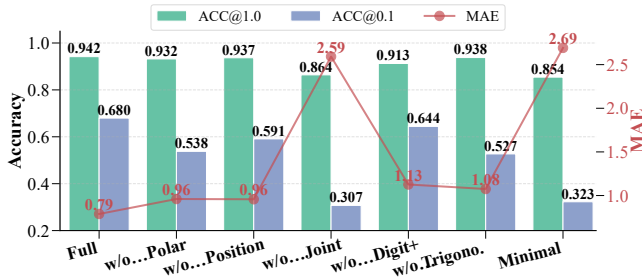 ACC@1.0 ACC@0.1 MAE
1.0
0.8
0.6
0.4
0.2
Accuracy
0.942 0.932 0.937 0.864 0.913 0.938 0.854
0.680 0.538 0.591 0.307 0.644 0.527 0.323
0.79 0.96 0.96 2.59 1.13 1.08 2.69
2.5
2.0
1.5
1.0
MAE
Full w/o…Polar w/o…Position w/o…Joint w/o…Digit+ w/o.Trigono. Minimal